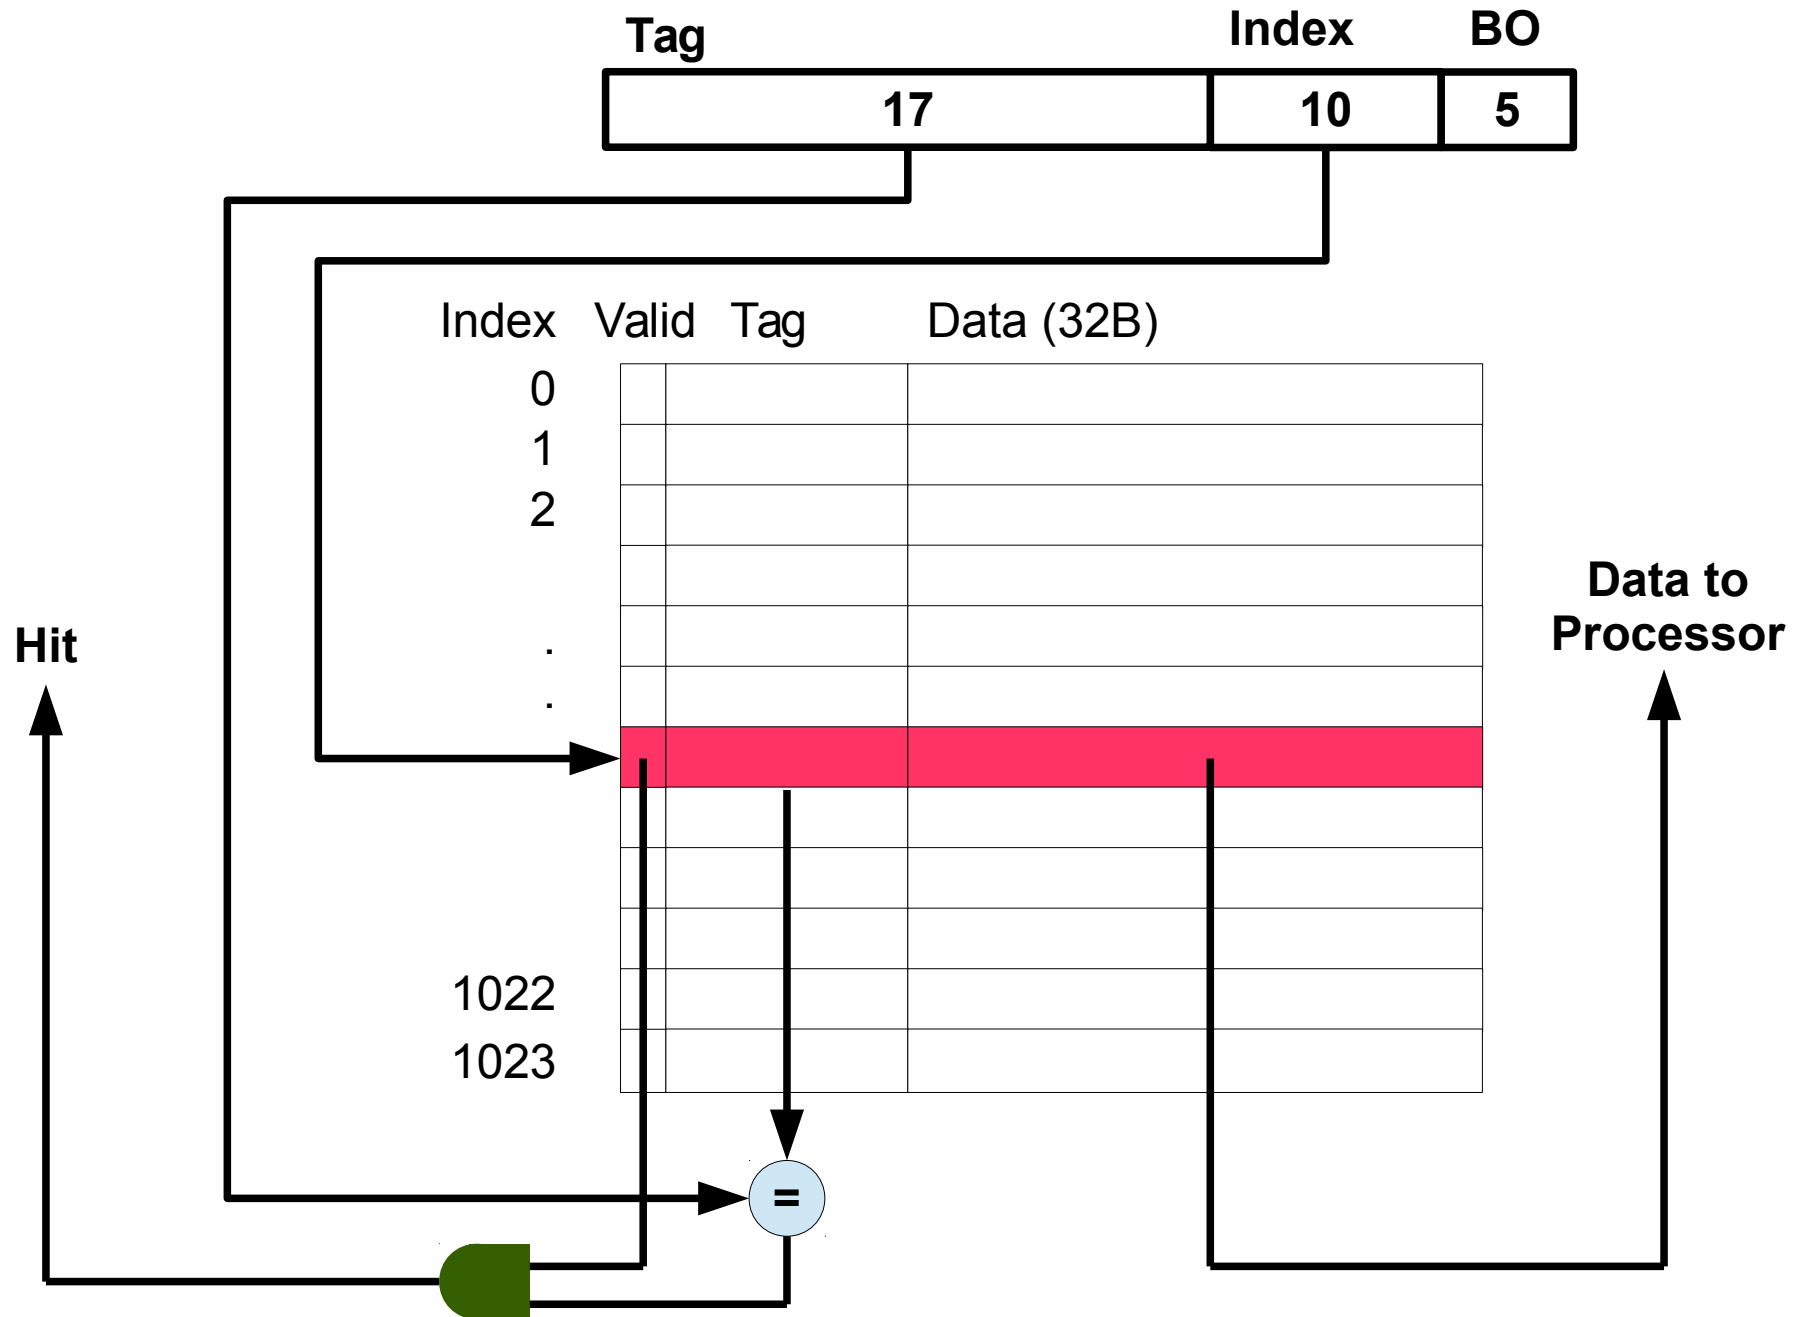 Tag Index BO
17 10 5
Index Valid Tag Data (32B)
0
1
2
.
.
1022
1023
Hit
Data to
Processor
=